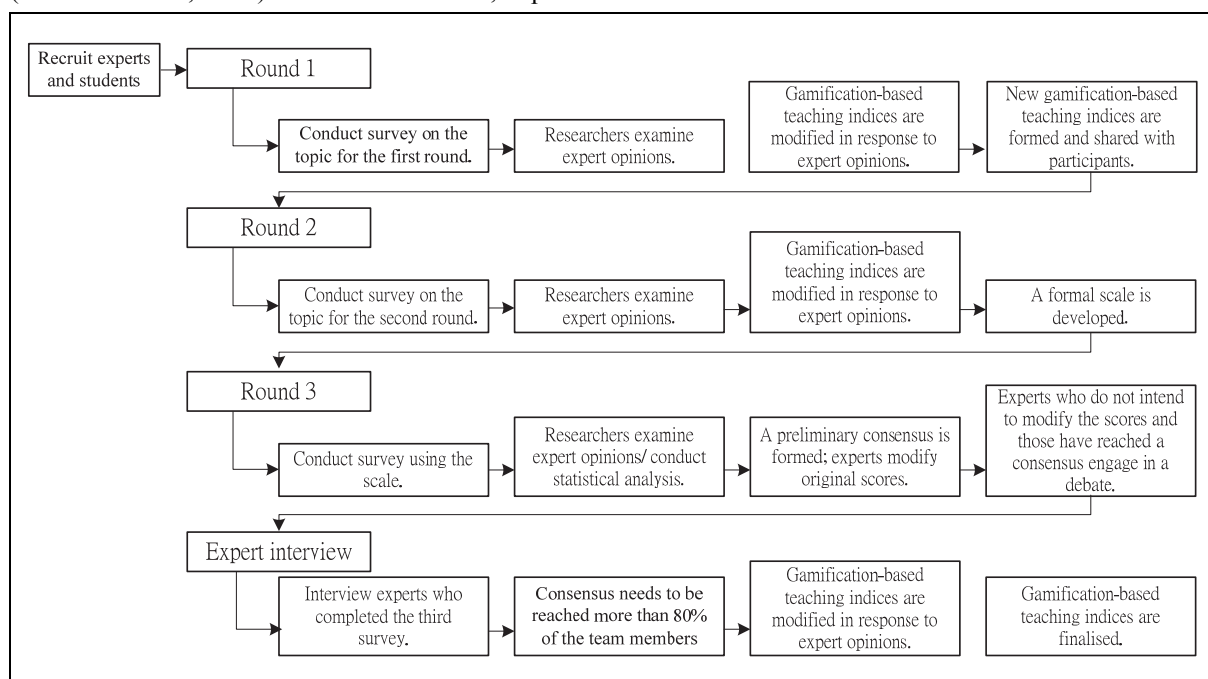 Recruit experts
and students
Round 1
Conduct survey on the
topic for the first round.
Researchers examine
expert opinions.
Gamification-based
teaching indices are
modified in response to
expert opinions.
New gamification-based
teaching indices are
formed and shared with
participants.
Round 2
Conduct survey on the
topic for the second round.
Researchers examine
expert opinions.
Gamification-based
teaching indices are
modified in response to
expert opinions.
A formal scale is
developed.
Round 3
Conduct survey using the
scale.
Researchers examine
expert opinions/ conduct
statistical analysis.
A preliminary consensus is
formed; experts modify
original scores.
Experts who do not intend
to modify the scores and
those have reached a
consensus engage in a
debate.
Expert interview
Interview experts who
completed the third
survey.
Consensus needs to be
reached more than 80%
of the team members
Gamification-based
teaching indices are
modified in response to
expert opinions.
Gamification-based
teaching indices are
finalised.